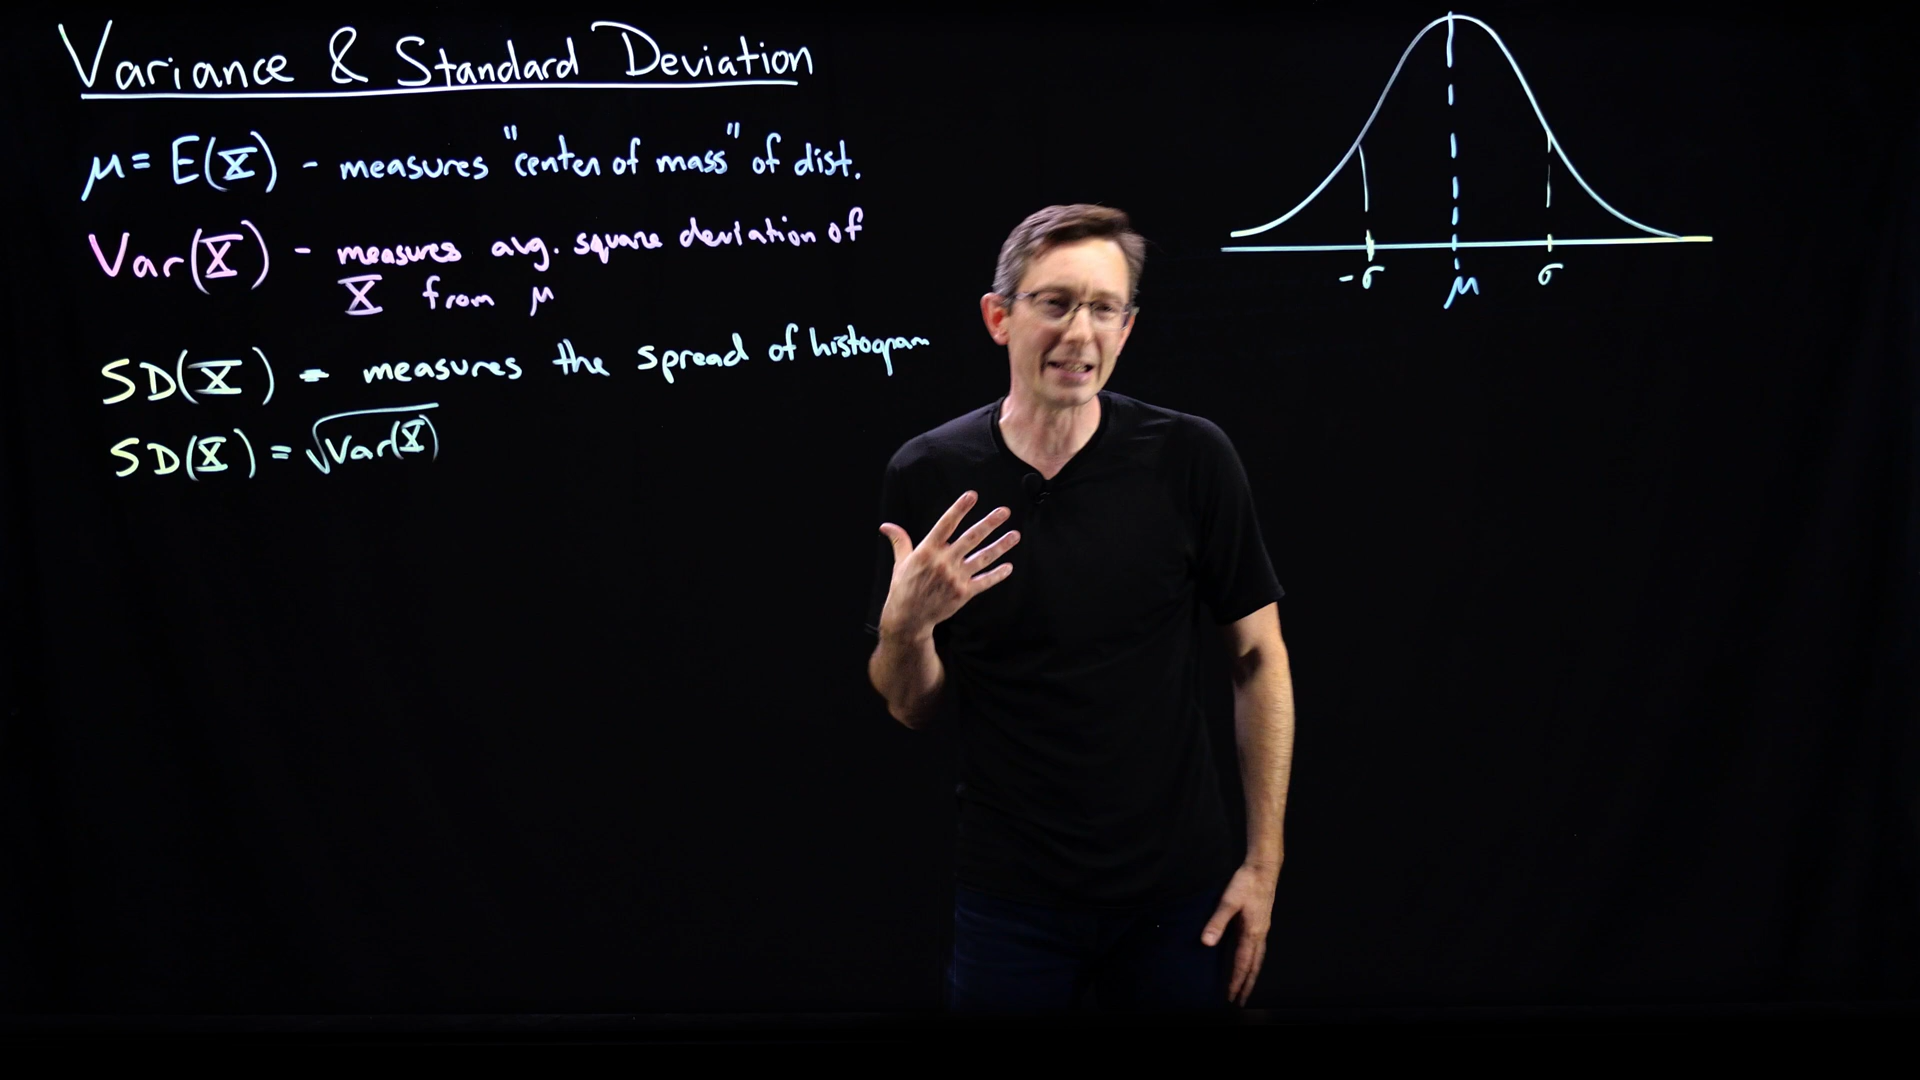 Variance & Standard Deviation
μ = E(X) - measures "center of mass" of dist.
Var(X) - measures avg. square deviation of
X from μ
SD(X) - measures the spread of histogram
SD(X) = √Var(X)
-σ μ σ